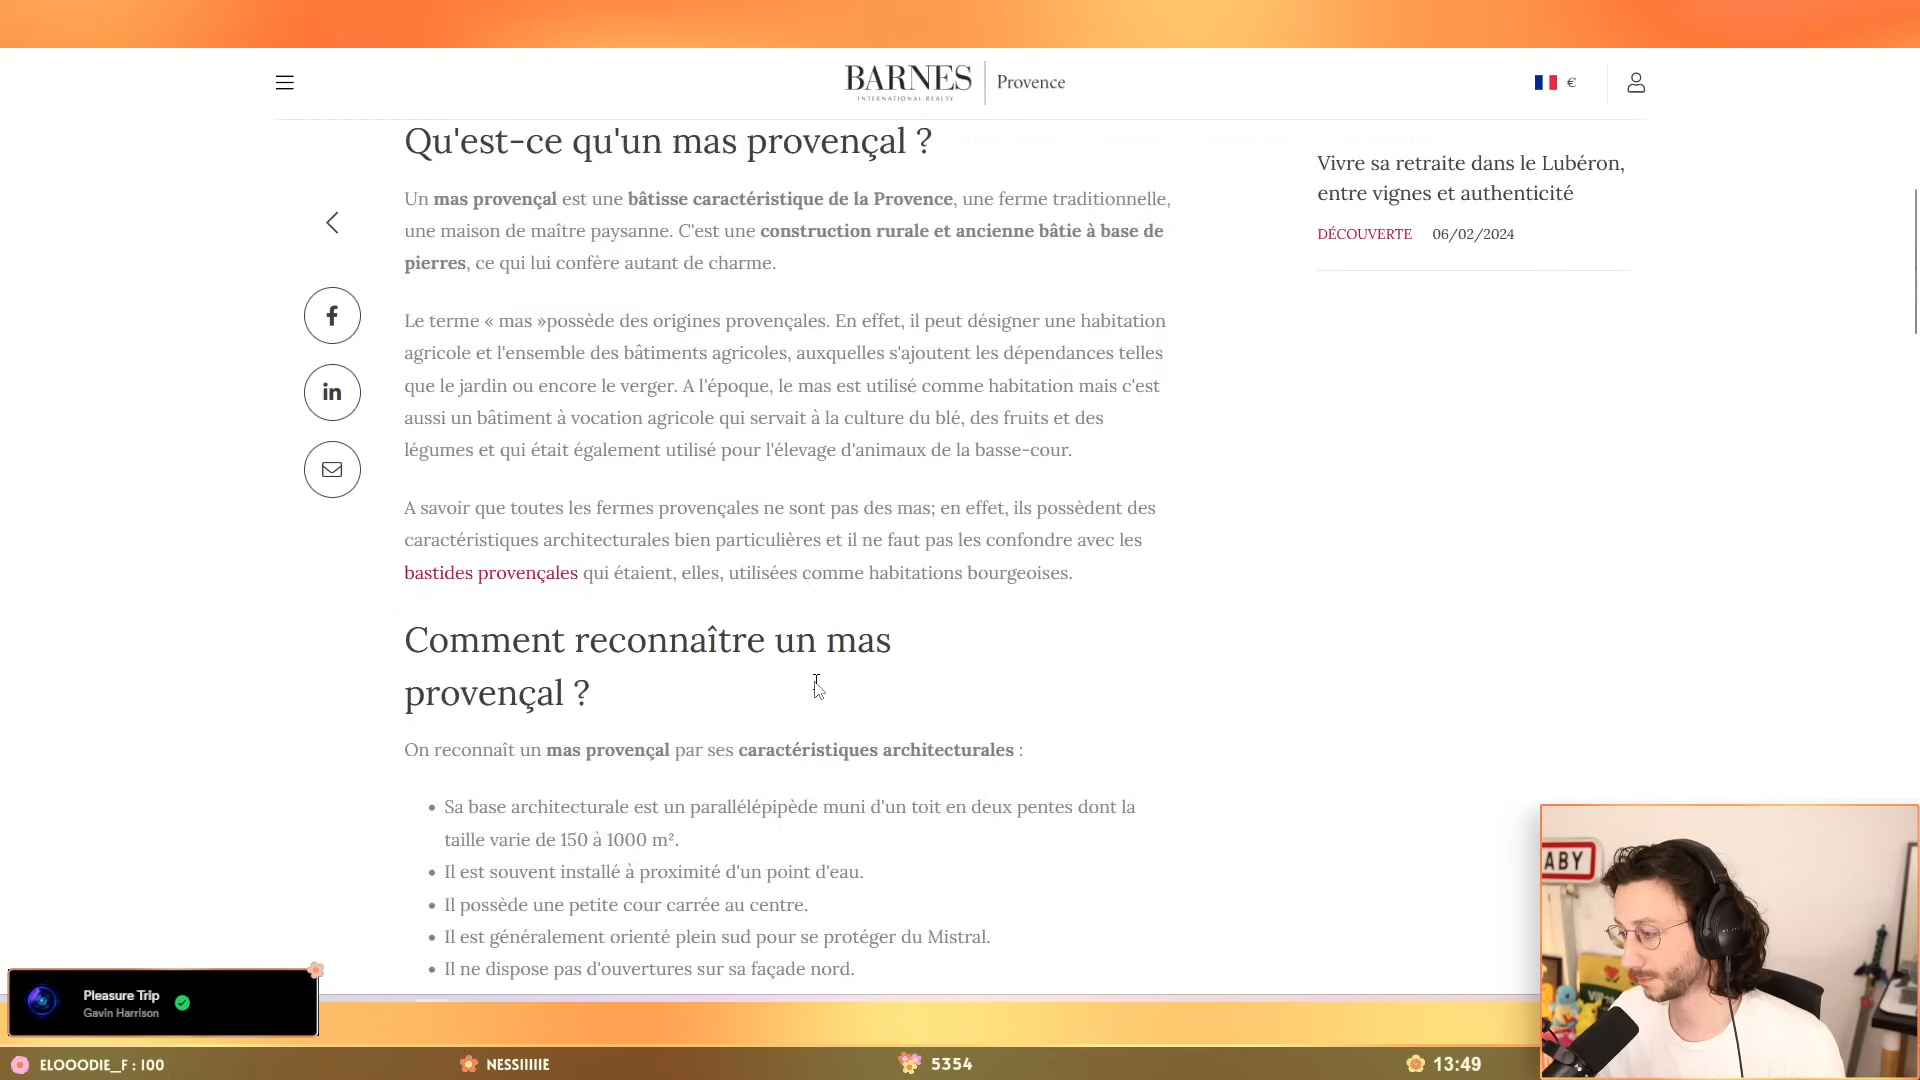 BARNES
INTERNATIONAL REALTY
Provence
€
Qu'est-ce qu'un mas provençal ?
Un mas provençal est une bâtisse caractéristique de la Provence, une ferme traditionnelle,
une maison de maître paysanne. C'est une construction rurale et ancienne bâtie à base de
pierres, ce qui lui confère autant de charme.
Le terme « mas »possède des origines provençales. En effet, il peut désigner une habitation
agricole et l'ensemble des bâtiments agricoles, auxquelles s'ajoutent les dépendances telles
que le jardin ou encore le verger. A l'époque, le mas est utilisé comme habitation mais c'est
aussi un bâtiment à vocation agricole qui servait à la culture du blé, des fruits et des
légumes et qui était également utilisé pour l'élevage d'animaux de la basse-cour.
A savoir que toutes les fermes provençales ne sont pas des mas; en effet, ils possèdent des
caractéristiques architecturales bien particulières et il ne faut pas les confondre avec les
bastides provençales qui étaient, elles, utilisées comme habitations bourgeoises.
Comment reconnaître un mas
provençal ?
On reconnaît un mas provençal par ses caractéristiques architecturales :
• Sa base architecturale est un parallélépipède muni d'un toit en deux pentes dont la
taille varie de 150 à 1000 m².
• Il est souvent installé à proximité d'un point d'eau.
• Il possède une petite cour carrée au centre.
• Il est généralement orienté plein sud pour se protéger du Mistral.
• Il ne dispose pas d'ouvertures sur sa façade nord.
Vivre sa retraite dans le Lubéron,
entre vignes et authenticité
DÉCOUVERTE 06/02/2024
ABY
Pleasure Trip
Gavin Harrison
ELOOODIE_F : 100
NESSIIIIIE
5354
13:49